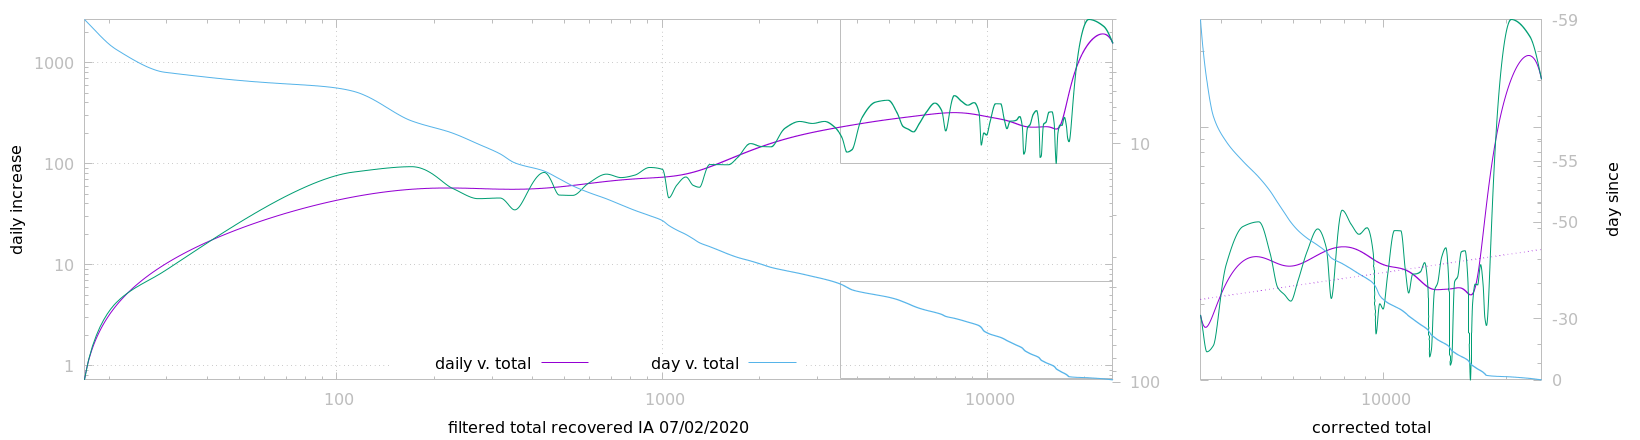 daily increase
1000
100
10
1
100
1000
10000
10
100
daily v. total
day v. total
filtered total recovered IA 07/02/2020
-59
-55
-50
-30
0
10000
day since
corrected total